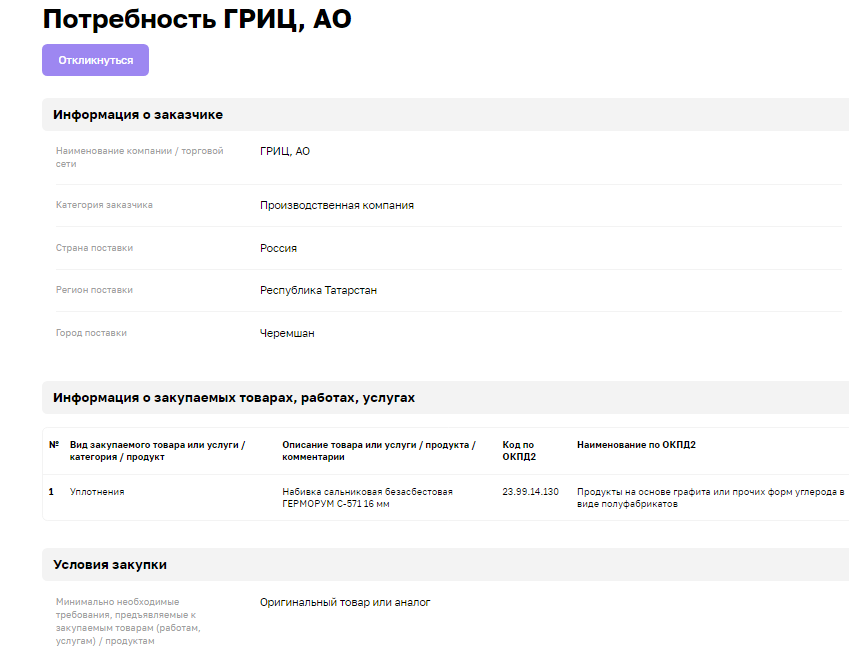 Потребность ГРИЦ, АО
Откликнуться
Информация о заказчике
Наименование компании / торговой
сети
ГРИЦ, АО
Категория заказчика
Производственная компания
Страна поставки
Россия
Регион поставки
Республика Татарстан
Город поставки
Черемшан
Информация о закупаемых товарах, работах, услугах
№
Вид закупаемого товара или услуги /
категория / продукт
Описание товара или услуги / продукта /
комментарии
Код по
ОКПД2
Наименование по ОКПД2
1
Уплотнения
Набивка сальниковая безасбестовая
ГЕРМОРУМ С-571 16 мм
23.99.14.130
Продукты на основе графита или прочих форм углерода в
виде полуфабрикатов
Условия закупки
Минимально необходимые
требования, предъявляемые к
закупаемым товарам (работам,
услугам) / продуктам
Оригинальный товар или аналог